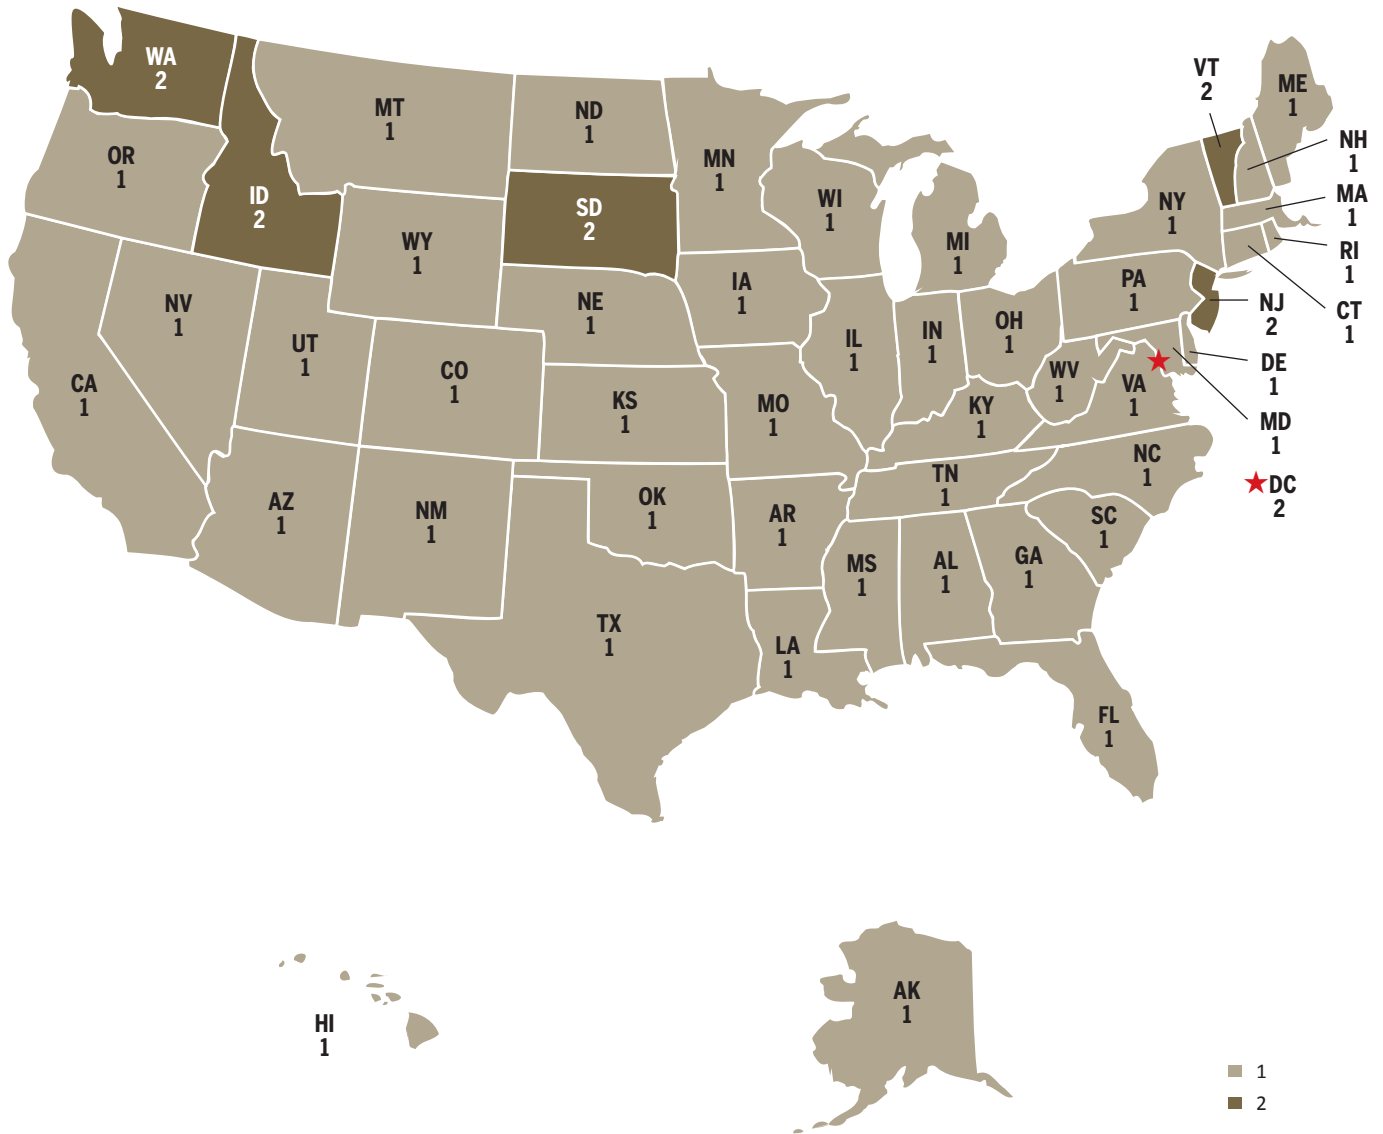 WA
2
VT
2
ME
1
MT
1
ND
1
OR
1
MN
1
NH
1
ID
2
SD
2
WI
1
NY
1
MA
1
WY
1
MI
1
RI
1
NV
1
NE
1
IA
1
PA
1
NJ
2
CT
1
UT
1
CO
1
IL
1
IN
1
OH
1
WV
1
VA
1
DE
1
CA
1
KS
1
MO
1
KY
1
MD
1
AZ
1
NM
1
OK
1
AR
1
TN
1
NC
1
DC
2
SC
1
MS
1
AL
1
GA
1
TX
1
LA
1
FL
1
HI
1
AK
1
1
2